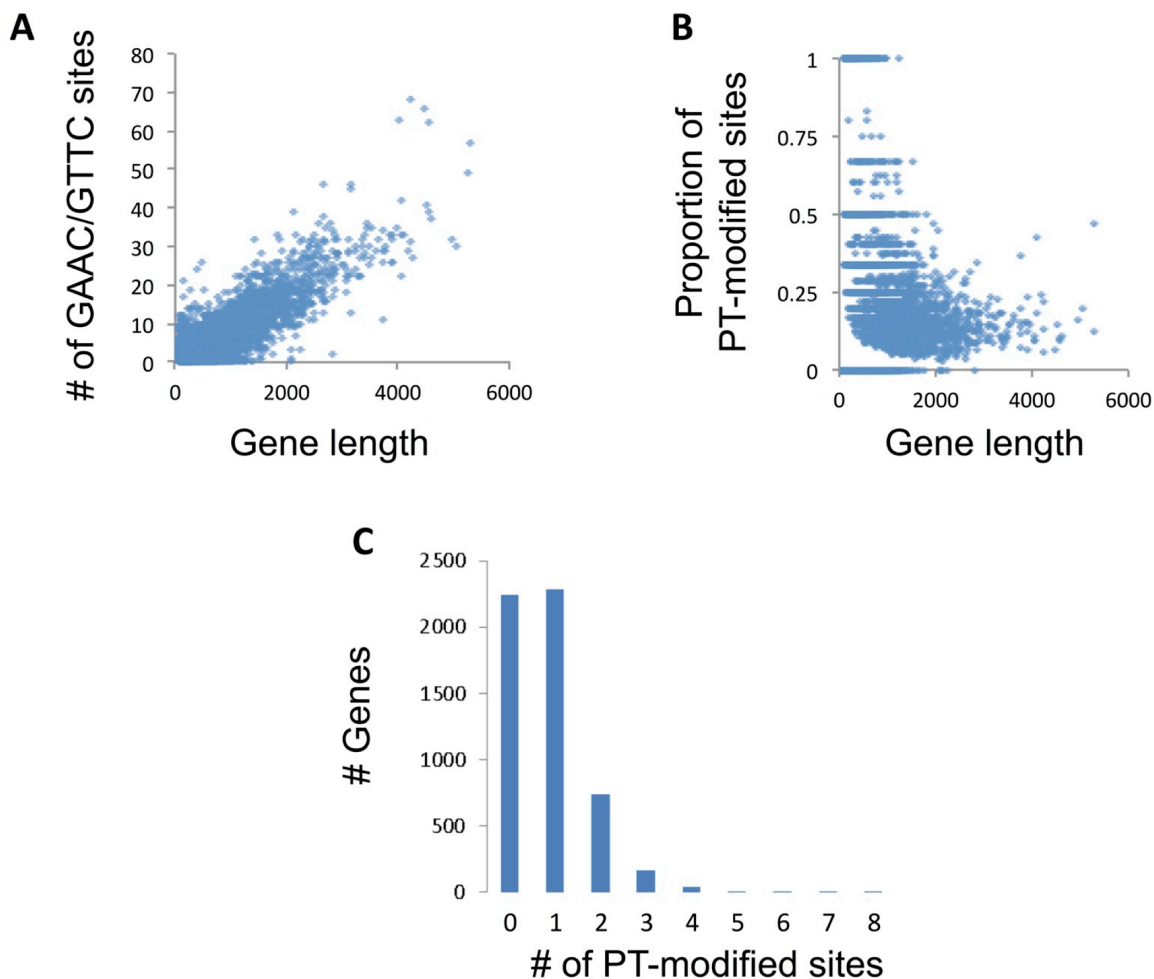 A
# of GAAC/GTTC sites
80
70
60
50
40
30
20
10
0
0 2000 4000 6000
Gene length
B
Proportion of
PT-modified sites
1
0.75
0.5
0.25
0
0 2000 4000 6000
Gene length
C
# Genes
2500
2000
1500
1000
500
0
0 1 2 3 4 5 6 7 8
# of PT-modified sites